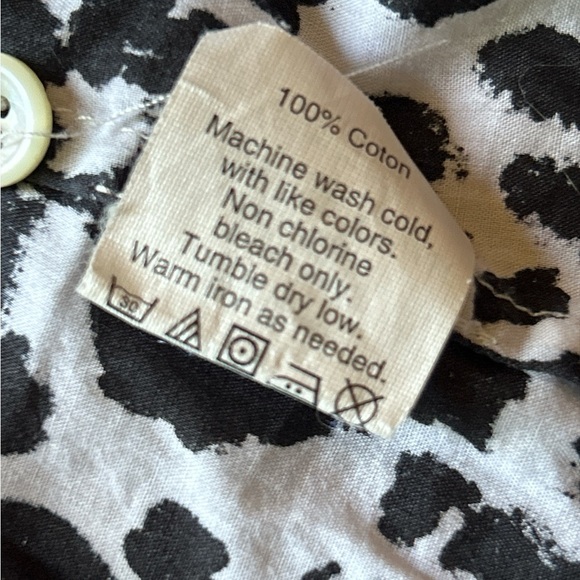 100% Coton
Machine wash cold,
with like colors.
Non chlorine
bleach only.
Tumble dry low.
Warm iron as needed.
30